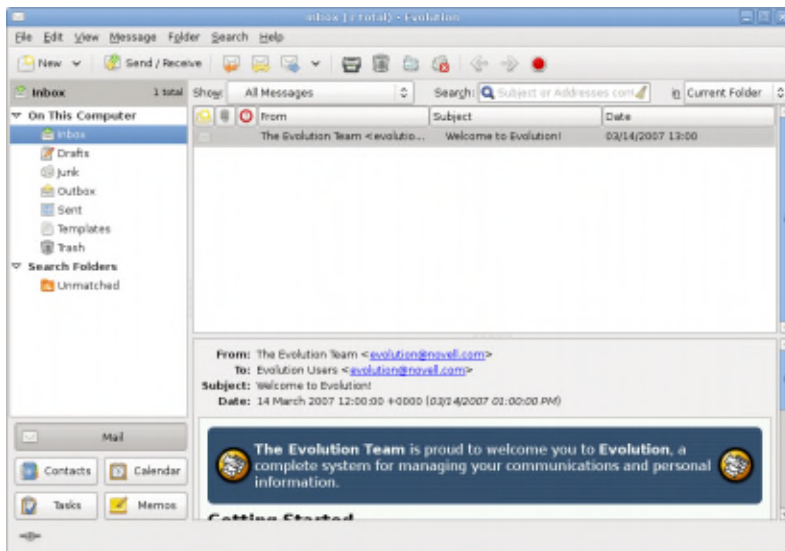 Inbox (1 total) - Evolution
File Edit View Message Folder Search Help
New Send / Receive
Inbox 1 total Show: All Messages Search: Subject or Addresses cont in Current Folder
On This Computer
Inbox
Drafts
Junk
Outbox
Sent
Templates
Trash
Search Folders
Unmatched
From Subject Date
The Evolution Team <evolutio... Welcome to Evolution! 03/14/2007 13:00
From: The Evolution Team <evolution@novell.com>
To: Evolution Users <evolution@novell.com>
Subject: Welcome to Evolution!
Date: 14 March 2007 12:00:00 +0000 (03/14/2007 01:00:00 PM)
The Evolution Team is proud to welcome you to Evolution, a
complete system for managing your communications and personal
information.
Getting Started
Mail
Contacts Calendar
Tasks Memos